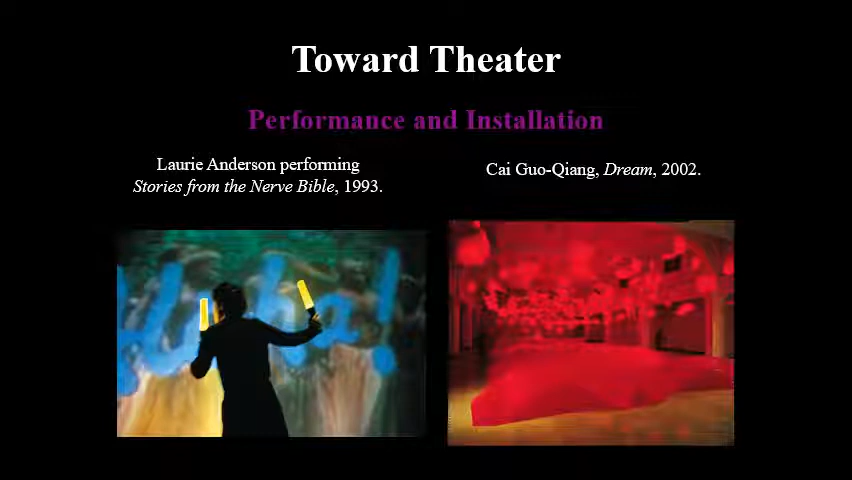 Toward Theater
Performance and Installation
Laurie Anderson performing
Stories from the Nerve Bible, 1993.
Cai Guo-Qiang, Dream, 2002.